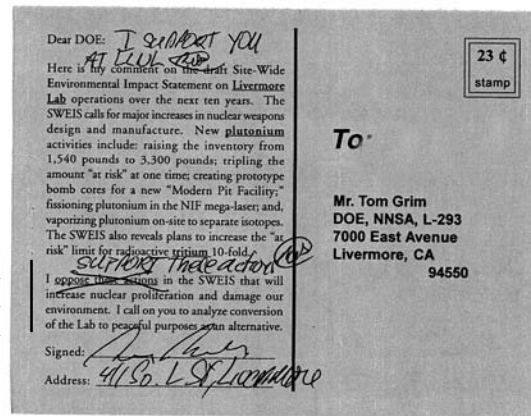 Dear DOE: I SUPPORT YOU
AT LLNL
Here is my comment on the draft Site-Wide
Environmental Impact Statement on Livermore
Lab operations over the next ten years. The
SWEIS calls for major increases in nuclear weapons
design and manufacture. New plutonium
activities include: raising the inventory from
1,540 pounds to 3,300 pounds; tripling the
amount "at risk" at one time; creating prototype
bomb cores for a new "Modern Pit Facility;"
fissioning plutonium in the NIF mega-laser; and,
vaporizing plutonium on-site to separate isotopes.
The SWEIS also reveals plans to increase the "at
risk" limit for radioactive tritium 10-fold.
SUPPORT these action
I oppose these actions in the SWEIS that will
increase nuclear proliferation and damage our
environment. I call on you to analyze conversion
of the Lab to peaceful purposes as an alternative.
Signed:
Address: 411 So. L St, Livermore
23 ¢
stamp
To
Mr. Tom Grim
DOE, NNSA, L-293
7000 East Avenue
Livermore, CA
94550